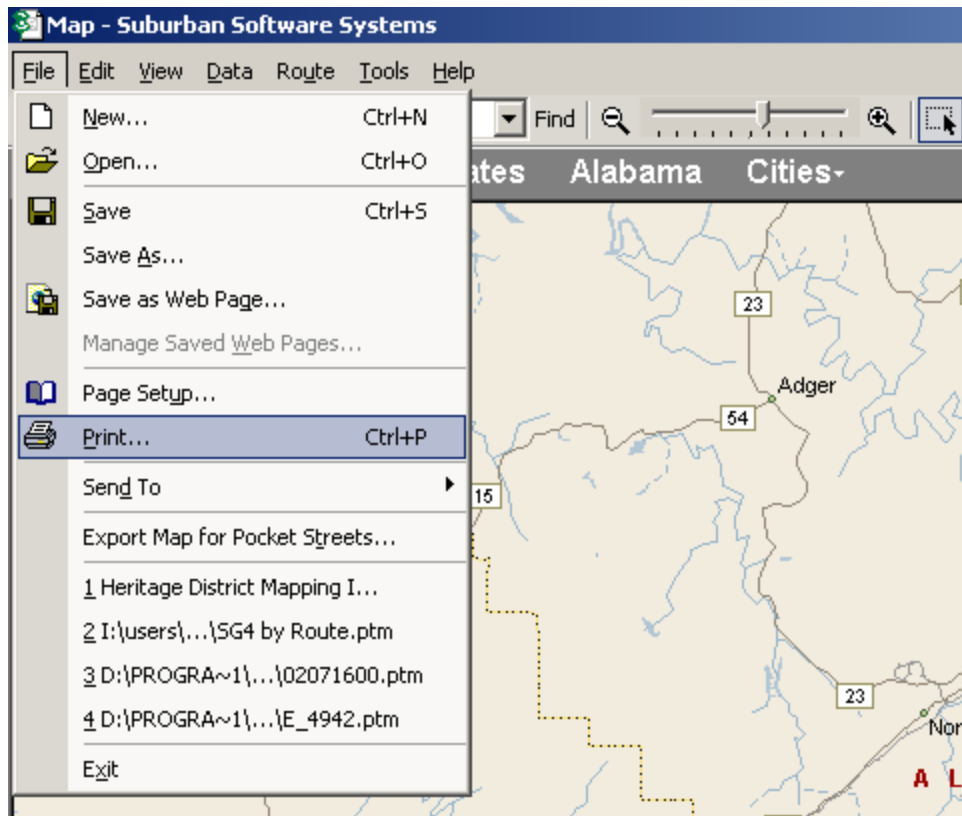 Map - Suburban Software Systems
File Edit View Data Route Tools Help
New... Ctrl+N
Find
Open... Ctrl+O
Alabama Cities
Save Ctrl+S
Save As...
Save as Web Page...
23
Manage Saved Web Pages...
Page Setup...
Adger
54
Print... Ctrl+P
Send To
15
Export Map for Pocket Streets...
1 Heritage District Mapping I...
2 I:\users\...\SG4 by Route.ptm
3 D:\PROGRA~1\...\02071600.ptm
23
4 D:\PROGRA~1\...\E_4942.ptm
Nor
Exit
A L